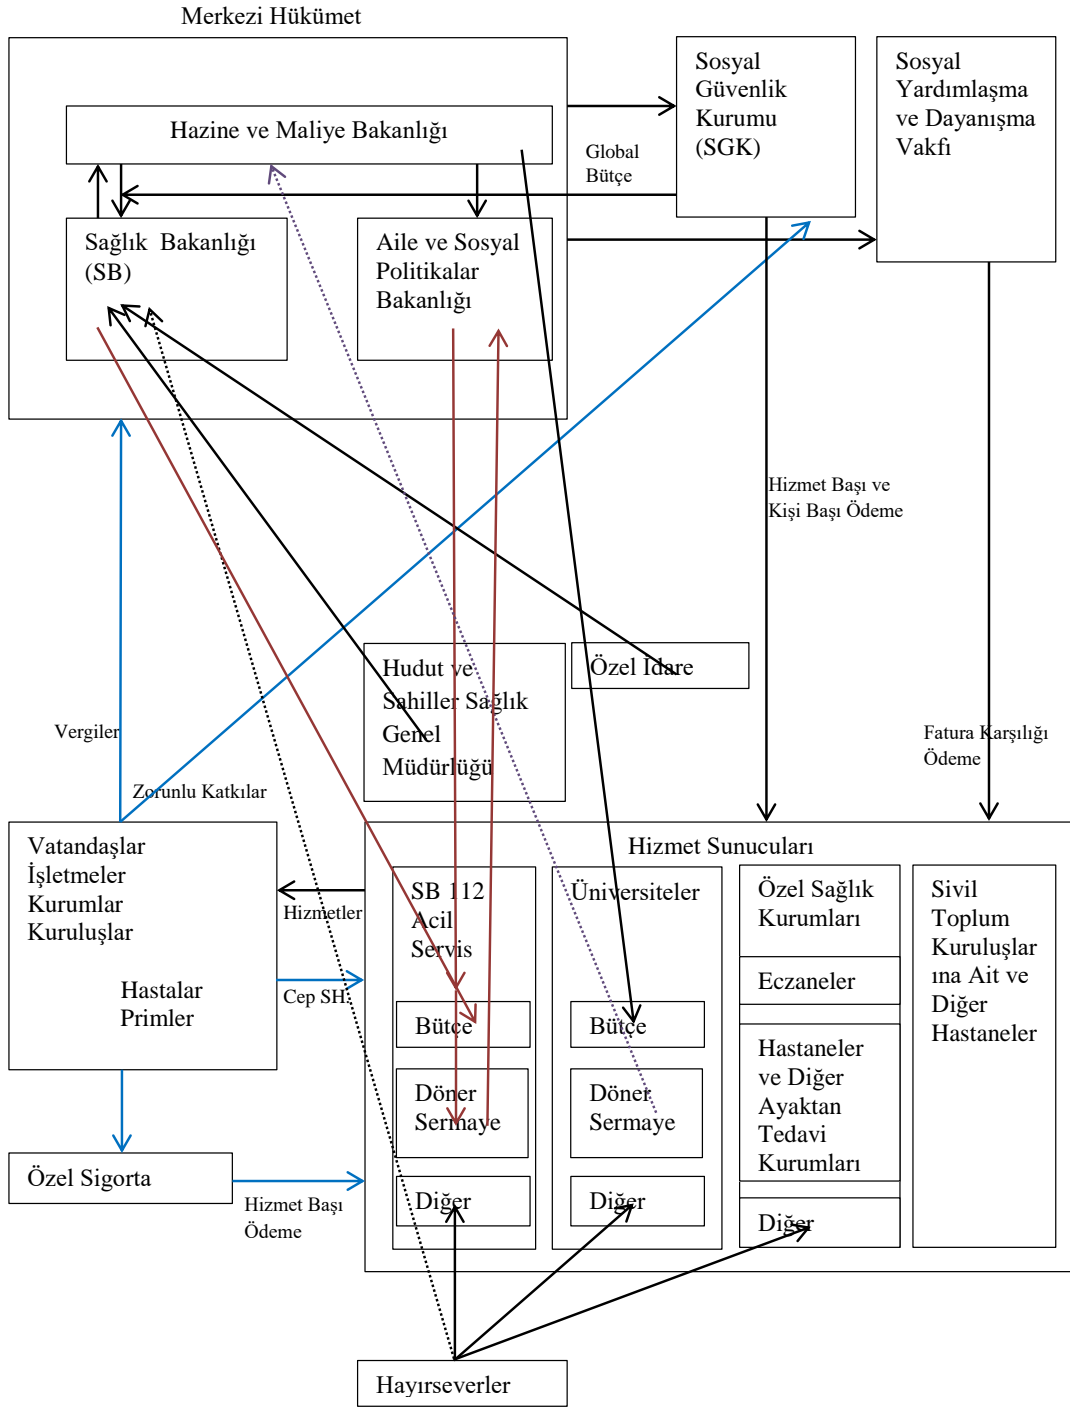 Merkezi Hükümet
Hazine ve Maliye Bakanlığı
Sosyal
Güvenlik
Kurumu
(SGK)
Sosyal
Yardımlaşma
ve Dayanışma
Vakfı
Global
Bütçe
Sağlık Bakanlığı
(SB)
Aile ve Sosyal
Politikalar
Bakanlığı
Hizmet Başı ve
Kişi Başı Ödeme
Hudut ve
Sahiller Sağlık
Genel
Müdürlüğü
Özel İdare
Vergiler
Fatura Karşılığı
Ödeme
Zorunlu Katkılar
Vatandaşlar
İşletmeler
Kurumlar
Kuruluşlar
Hastalar
Primler
Hizmetler
Cep SH.
Hizmet Sunucuları
SB 112
Acil
Servis
Bütçe
Döner
Sermaye
Diğer
Üniversiteler
Bütçe
Döner
Sermaye
Diğer
Özel Sağlık
Kurumları
Eczaneler
Hastaneler
ve Diğer
Ayaktan
Tedavi
Kurumları
Diğer
Sivil
Toplum
Kuruluşlar
ına Ait ve
Diğer
Hastaneler
Özel Sigorta
Hizmet Başı
Ödeme
Hayırseverler